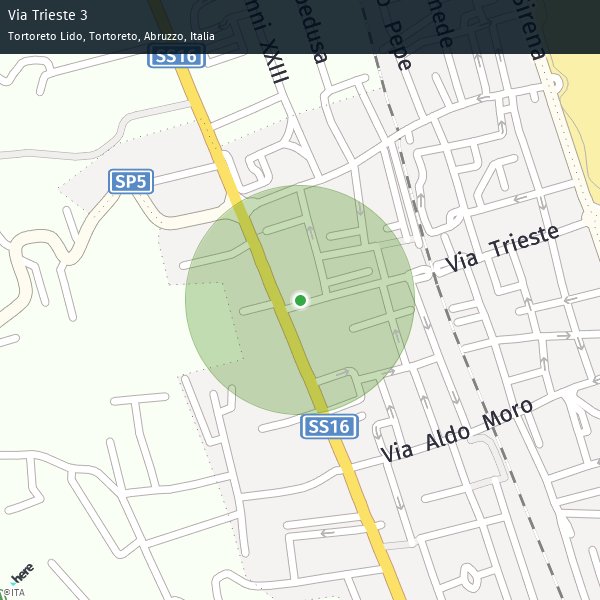 Via Trieste 3
Tortoreto Lido, Tortoreto, Abruzzo, Italia
SS16
nni XXIII
pedusa
o Pepe
mede
Sirena
SP5
Via Trieste
SS16
Via Aldo Moro
here
©ITA